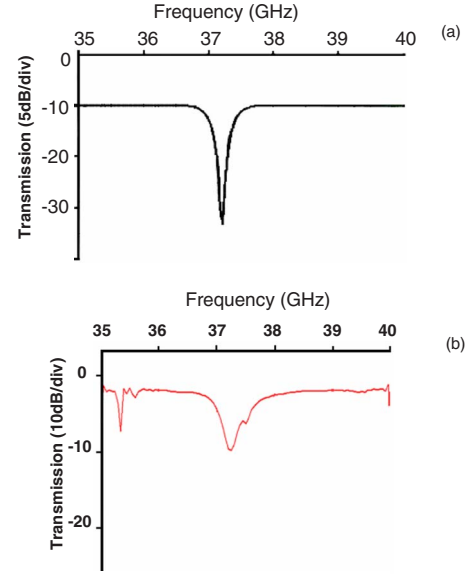 Frequency (GHz)
35 36 37 38 39 40
(a)
0
-10
-20
-30
Transmission (5dB/div)
Frequency (GHz)
35 36 37 38 39 40
(b)
0
-10
-20
Transmission (10dB/div)